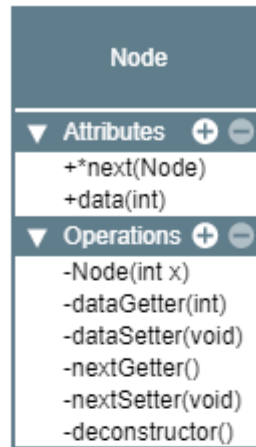 Node
Attributes
+*next(Node)
+data(int)
Operations
-Node(int x)
-dataGetter(int)
-dataSetter(void)
-nextGetter()
-nextSetter(void)
-deconstructor()